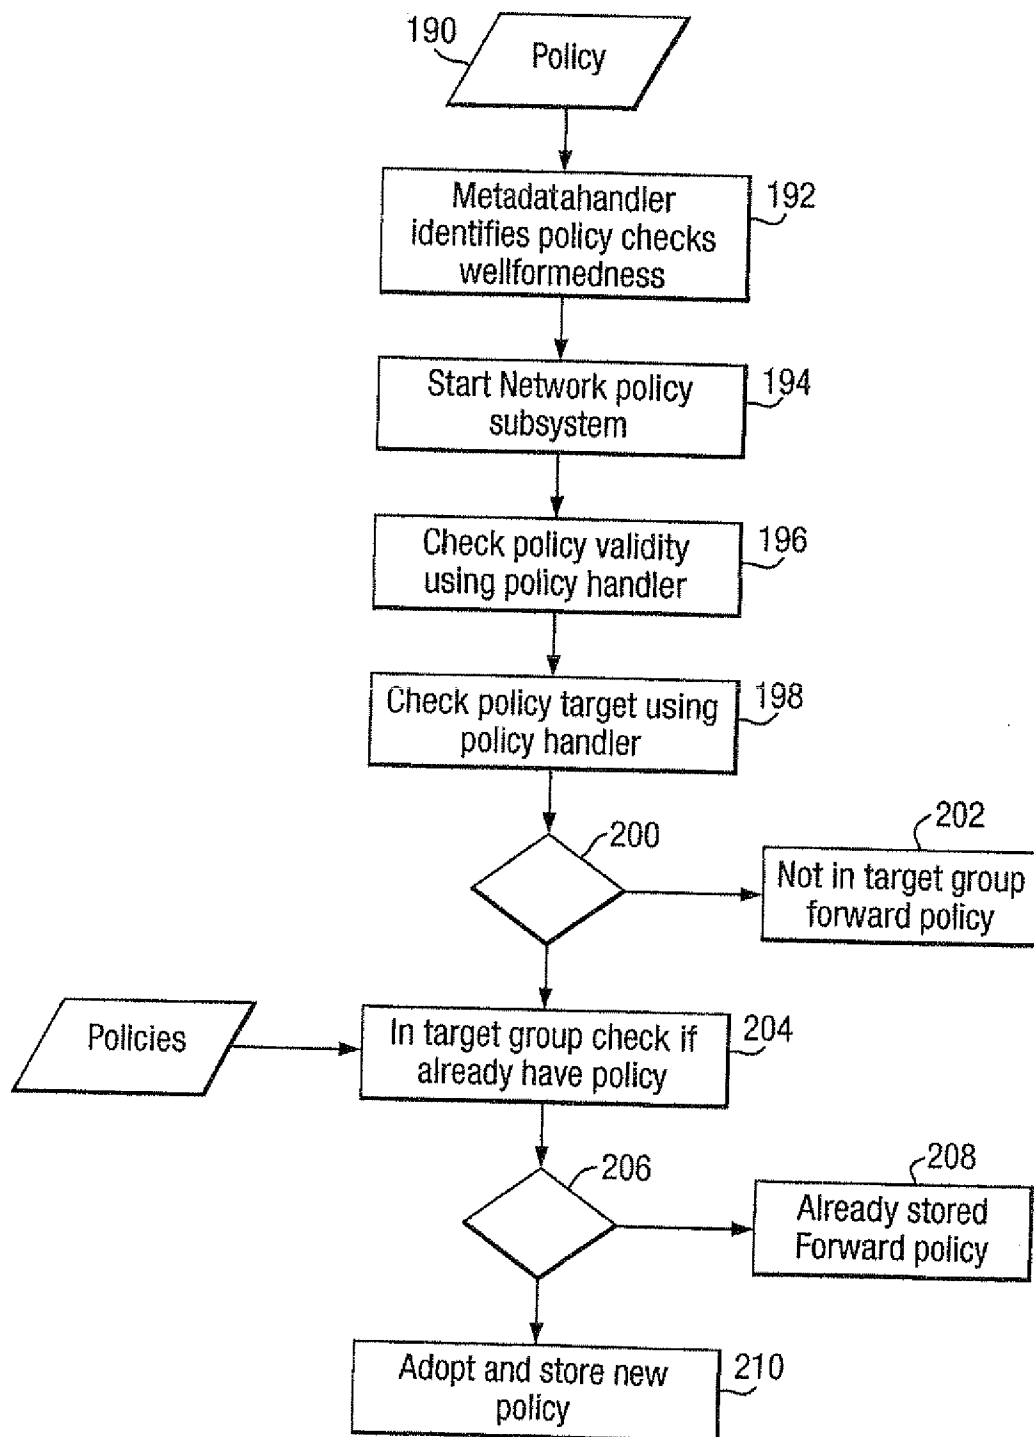 190
Policy
192
Metadatahandler
identifies policy checks
wellformedness
194
Start Network policy
subsystem
196
Check policy validity
using policy handler
198
Check policy target using
policy handler
200
202
Not in target group
forward policy
Policies
204
In target group check if
already have policy
206
208
Already stored
Forward policy
210
Adopt and store new
policy